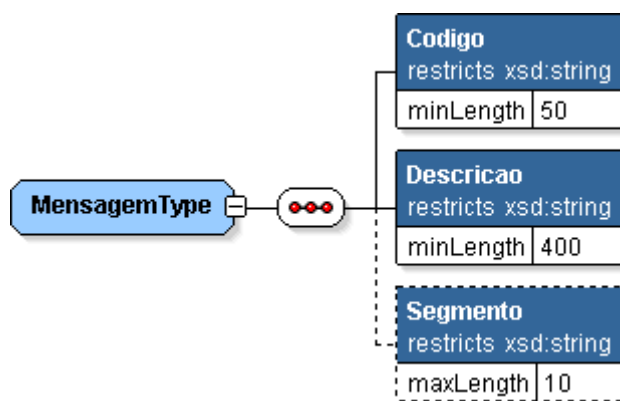 Codigo
restricts xsd:string
minLength 50
MensagemType
Descricao
restricts xsd:string
minLength 400
Segmento
restricts xsd:string
maxLength 10